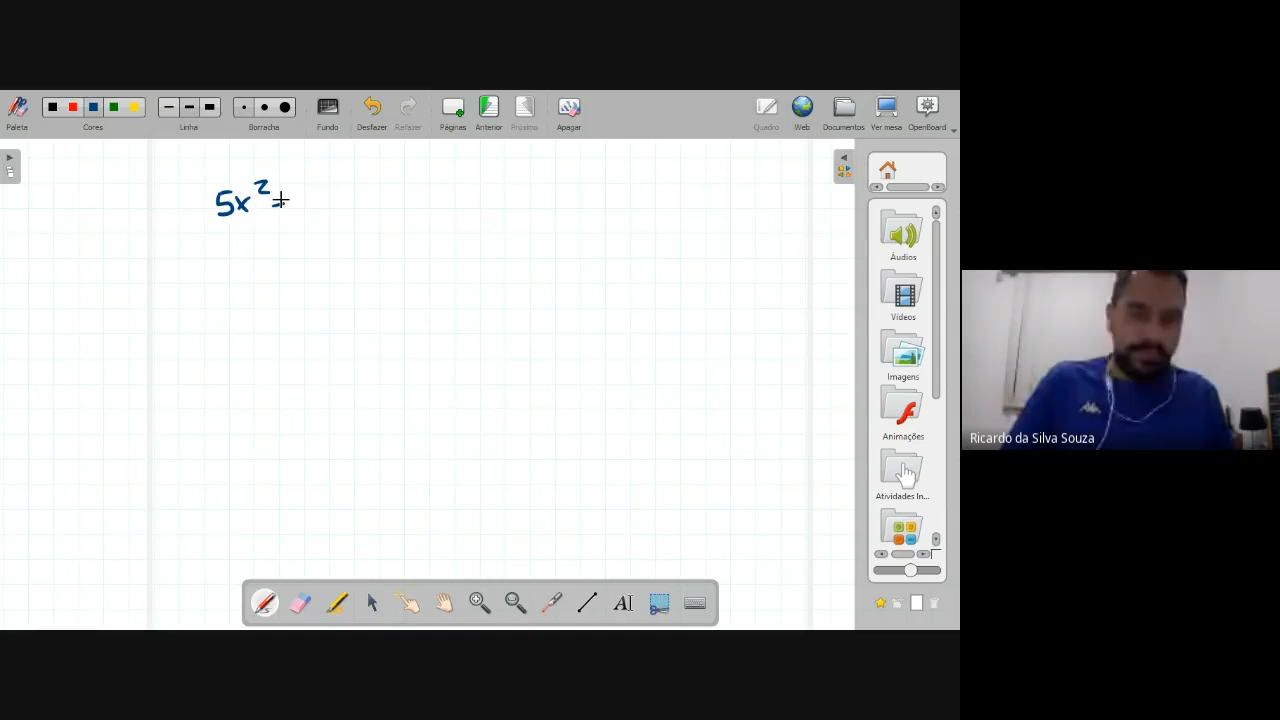 Paleta Cores Linha Borracha Fundo Desfazer Refazer Páginas Anterior Próximo Apagar Quadro Web Documentos Ver mesa OpenBoard
5x²
Áudios
Vídeos
Imagens
Animações
Atividades In...
Ricardo da Silva Souza